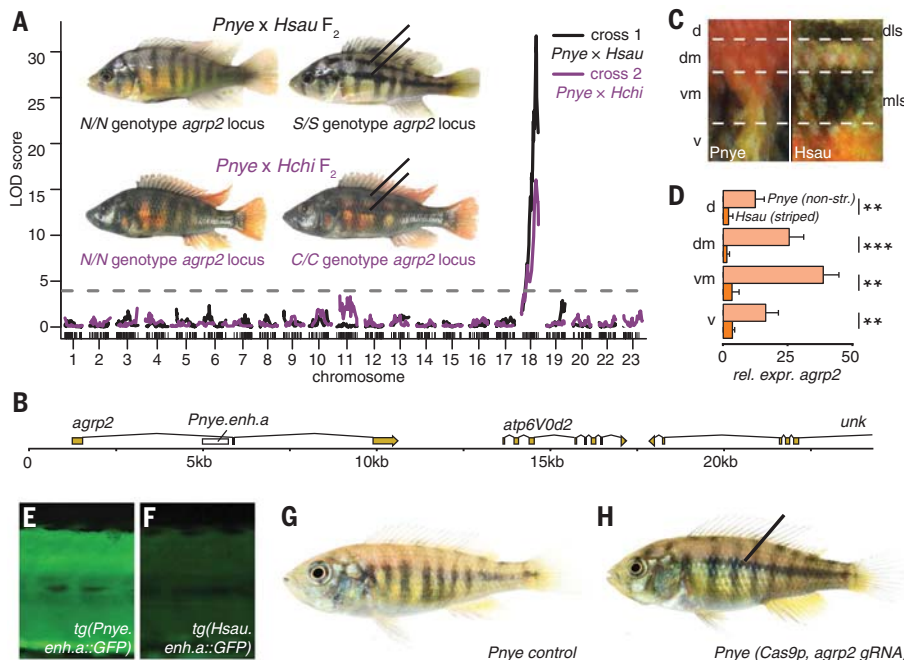 A
Pnye x Hsau F2
N/N genotype agrp2 locus
S/S genotype agrp2 locus
Pnye x Hchi F2
N/N genotype agrp2 locus
C/C genotype agrp2 locus
cross 1
Pnye × Hsau
cross 2
Pnye × Hchi
LOD score
30
25
20
15
10
5
0
1 2 3 4 5 6 7 8 9 10 11 12 13 14 15 16 17 18 19 20 22 23
chromosome
C
d
dm
vm
v
dls
mls
Pnye
Hsau
D
d
dm
vm
v
Pnye (non-str.)
Hsau (striped)
**
***
**
**
0 25 50
rel. expr. agrp2
B
agrp2
Pnye.enh.a
atp6V0d2
unk
0 5kb 10kb 15kb 20kb
E
tg(Pnye.
enh.a::GFP)
F
tg(Hsau.
enh.a::GFP)
G
Pnye control
H
Pnye (Cas9p, agrp2 gRNA)